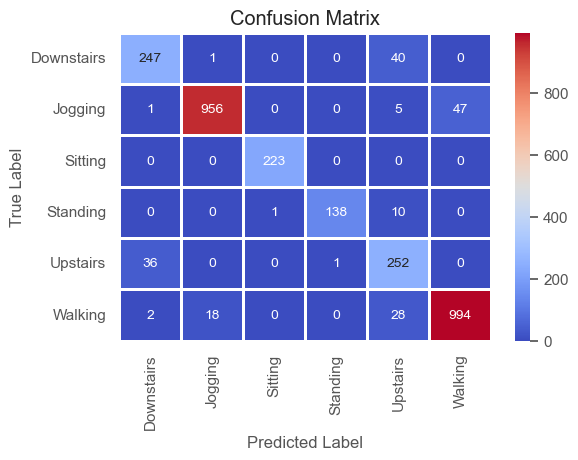 Confusion Matrix
True Label
Downstairs 247 1 0 0 40 0
Jogging 1 956 0 0 5 47
Sitting 0 0 223 0 0 0
Standing 0 0 1 138 10 0
Upstairs 36 0 0 1 252 0
Walking 2 18 0 0 28 994
Downstairs Jogging Sitting Standing Upstairs Walking
Predicted Label
800
600
400
200
0